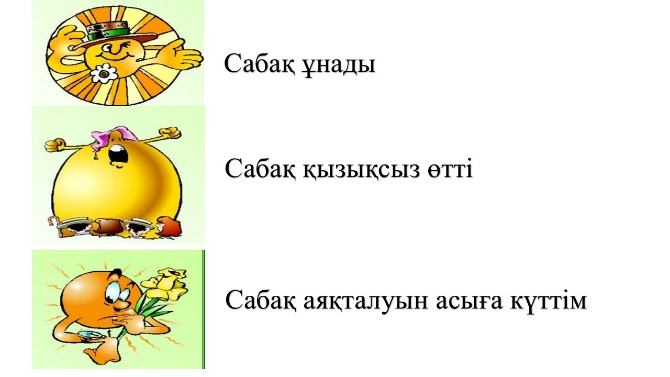 Сабақ ұнады
Сабақ қызықсыз өтті
Сабақ аяқталуын асыға күттім